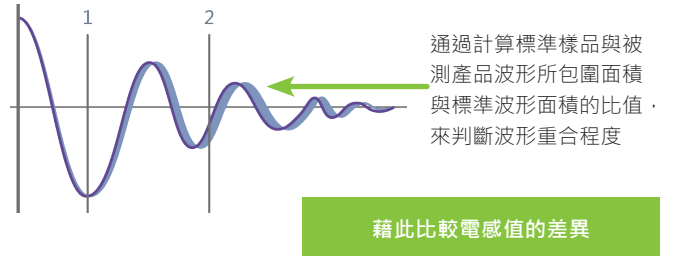 1 2
通過計算標準樣品與被
測產品波形所包圍面積
與標準波形面積的比值，
來判斷波形重合程度
藉此比較電感值的差異